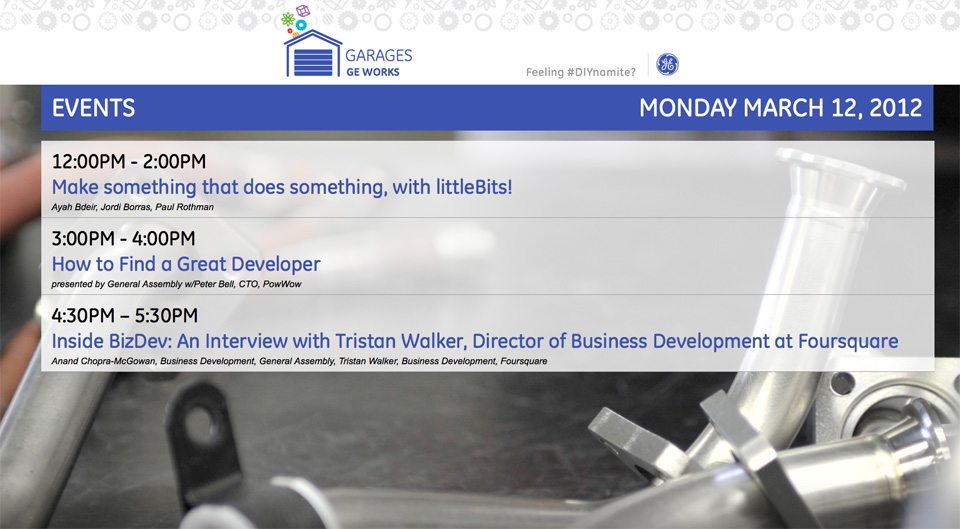 GARAGES
GE WORKS
Feeling #DIYnamite?
GE
EVENTS
MONDAY MARCH 12, 2012
12:00PM - 2:00PM
Make something that does something, with littleBits!
Ayah Bdeir, Jordi Borras, Paul Rothman
3:00PM - 4:00PM
How to Find a Great Developer
presented by General Assembly w/Peter Bell, CTO, PowWow
4:30PM – 5:30PM
Inside BizDev: An Interview with Tristan Walker, Director of Business Development at Foursquare
Anand Chopra-McGowan, Business Development, General Assembly, Tristan Walker, Business Development, Foursquare